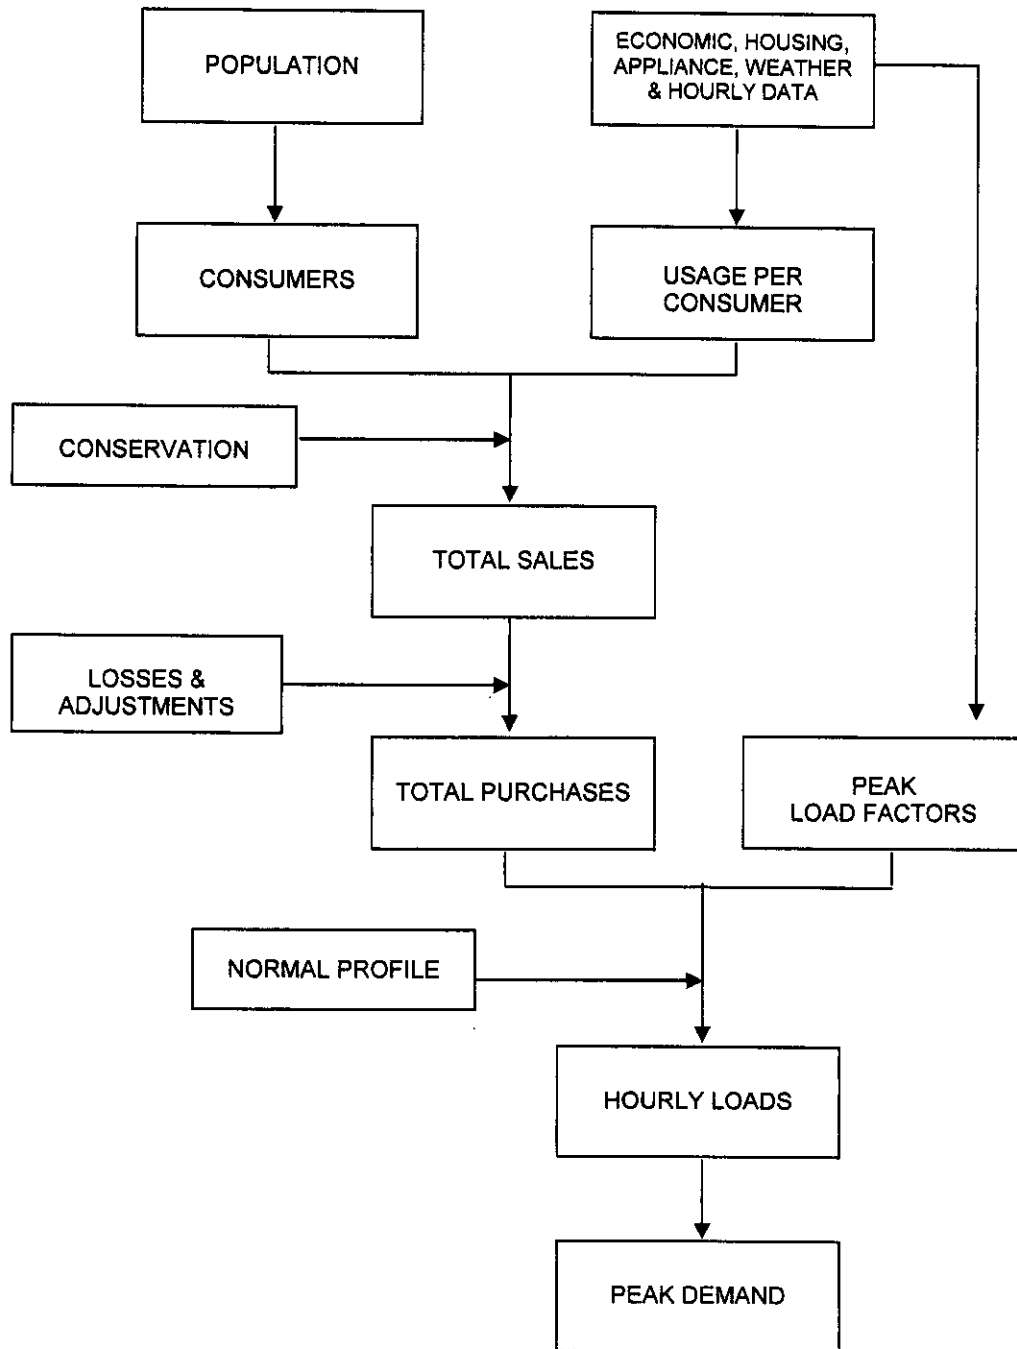 POPULATION
ECONOMIC, HOUSING,
APPLIANCE, WEATHER
& HOURLY DATA
CONSUMERS
USAGE PER
CONSUMER
CONSERVATION
TOTAL SALES
LOSSES &
ADJUSTMENTS
TOTAL PURCHASES
PEAK
LOAD FACTORS
NORMAL PROFILE
HOURLY LOADS
PEAK DEMAND